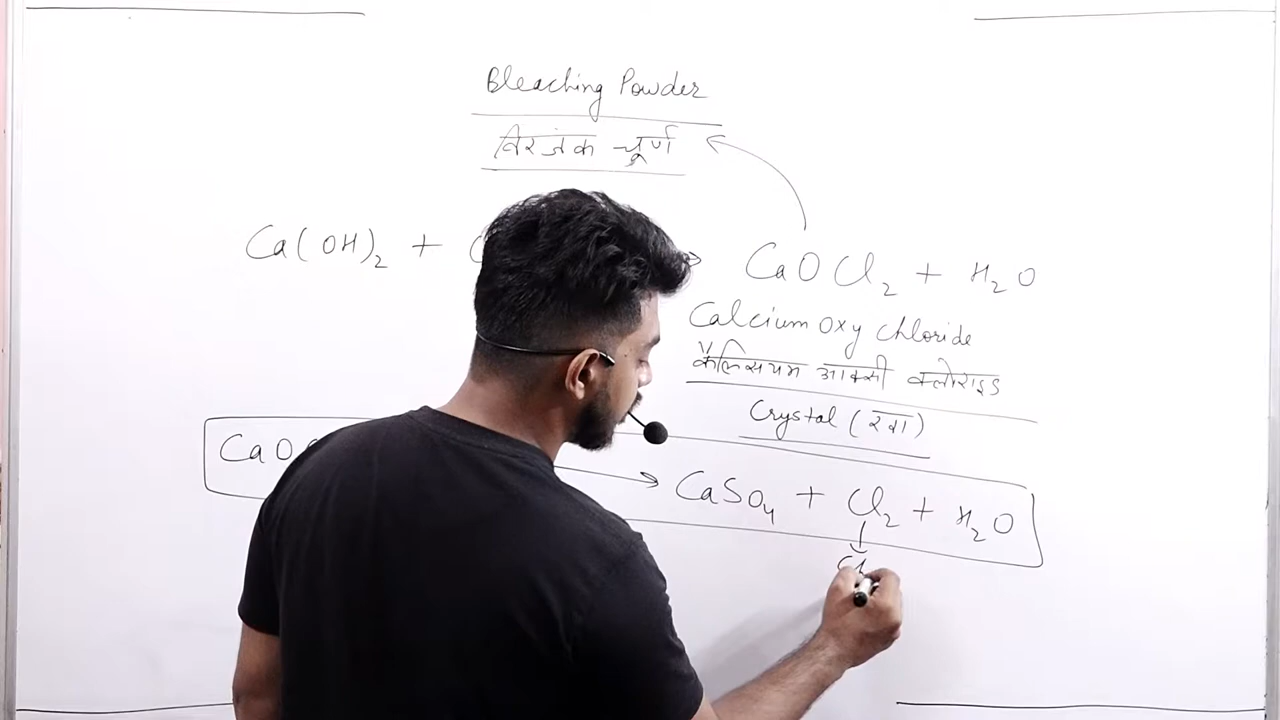 Bleaching Powder
विरंजक चूर्ण
Ca(OH)₂ + → CaOCl₂ + H₂O
Calcium oxy chloride
कैल्सियम आक्सी क्लोराइड
Crystal (रवा)
CaO → CaSO₄ + Cl₂ + H₂O